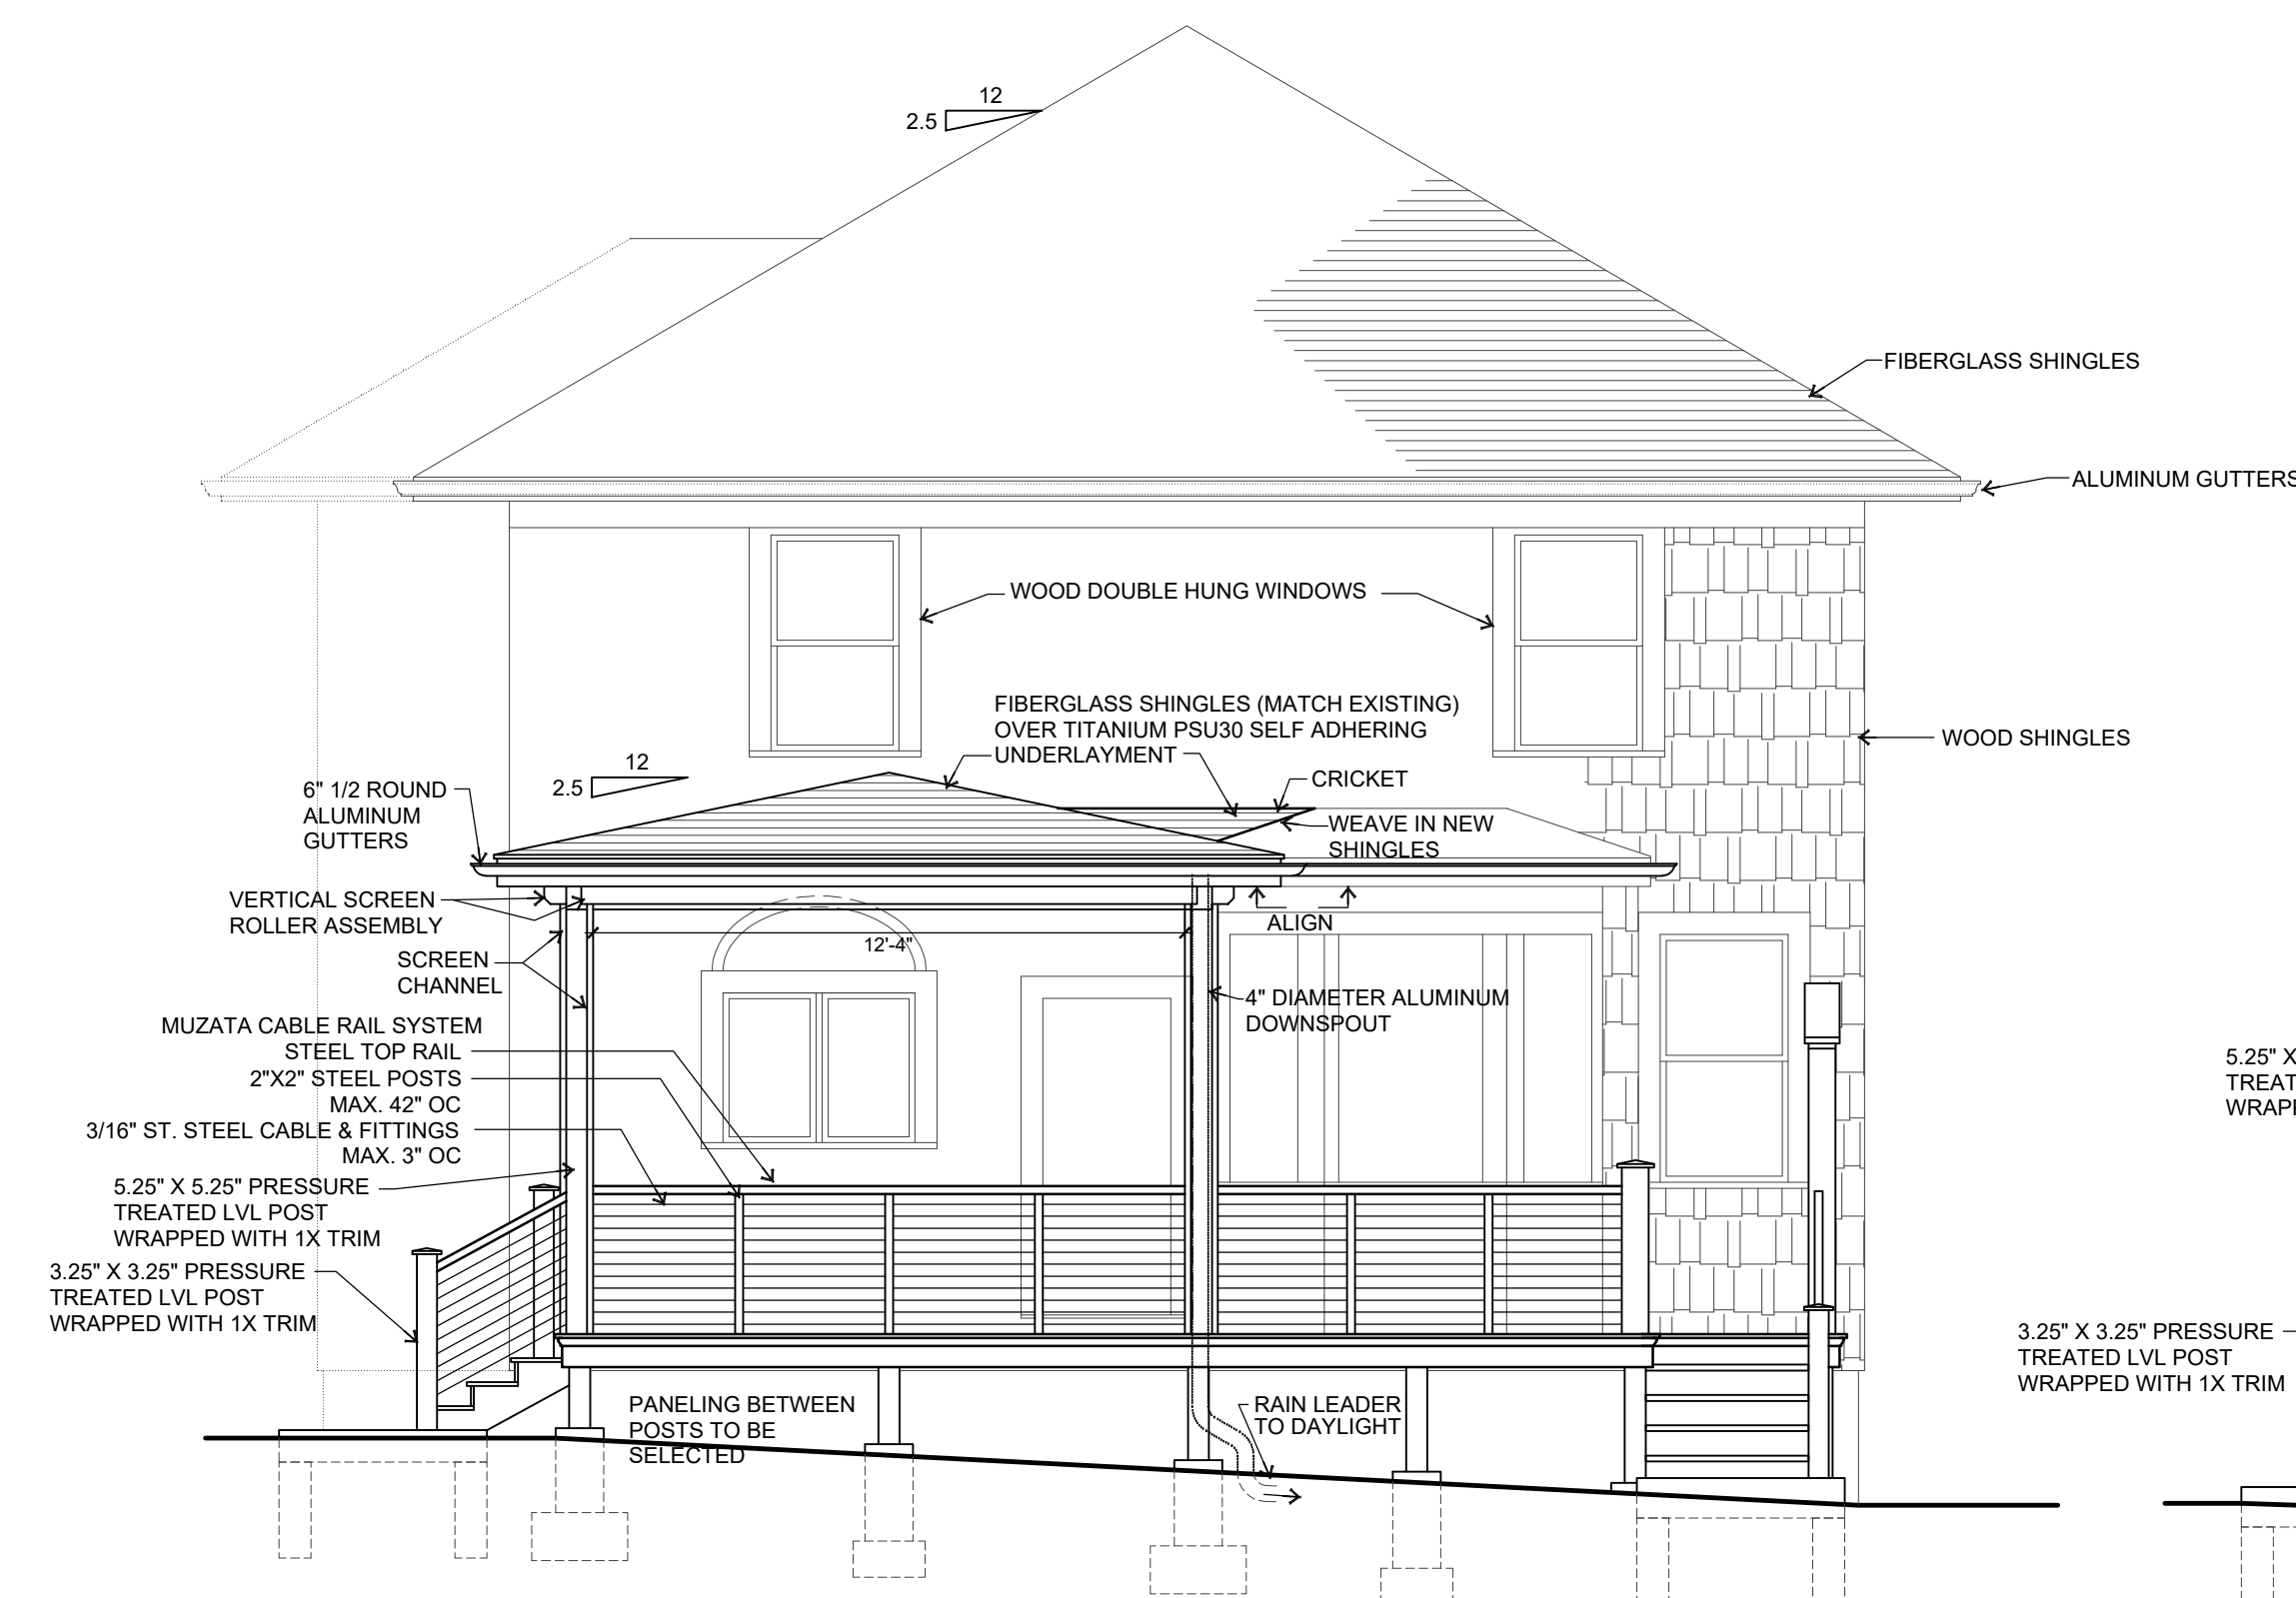 12
2.5
FIBERGLASS SHINGLES
ALUMINUM GUTTERS
WOOD DOUBLE HUNG WINDOWS
FIBERGLASS SHINGLES (MATCH EXISTING)
OVER TITANIUM PSU30 SELF ADHERING
UNDERLAYMENT
WOOD SHINGLES
12
2.5
CRICKET
6" 1/2 ROUND
ALUMINUM
GUTTERS
WEAVE IN NEW
SHINGLES
VERTICAL SCREEN
ROLLER ASSEMBLY
ALIGN
12'-4"
SCREEN
CHANNEL
4" DIAMETER ALUMINUM
DOWNSPOUT
MUZATA CABLE RAIL SYSTEM
STEEL TOP RAIL
2"X2" STEEL POSTS
MAX. 42" OC
3/16" ST. STEEL CABLE & FITTINGS
MAX. 3" OC
5.25" X
TREAT
WRAPP
5.25" X 5.25" PRESSURE
TREATED LVL POST
WRAPPED WITH 1X TRIM
3.25" X 3.25" PRESSURE
TREATED LVL POST
WRAPPED WITH 1X TRIM
3.25" X 3.25" PRESSURE
TREATED LVL POST
WRAPPED WITH 1X TRIM
PANELING BETWEEN
POSTS TO BE
SELECTED
RAIN LEADER
TO DAYLIGHT